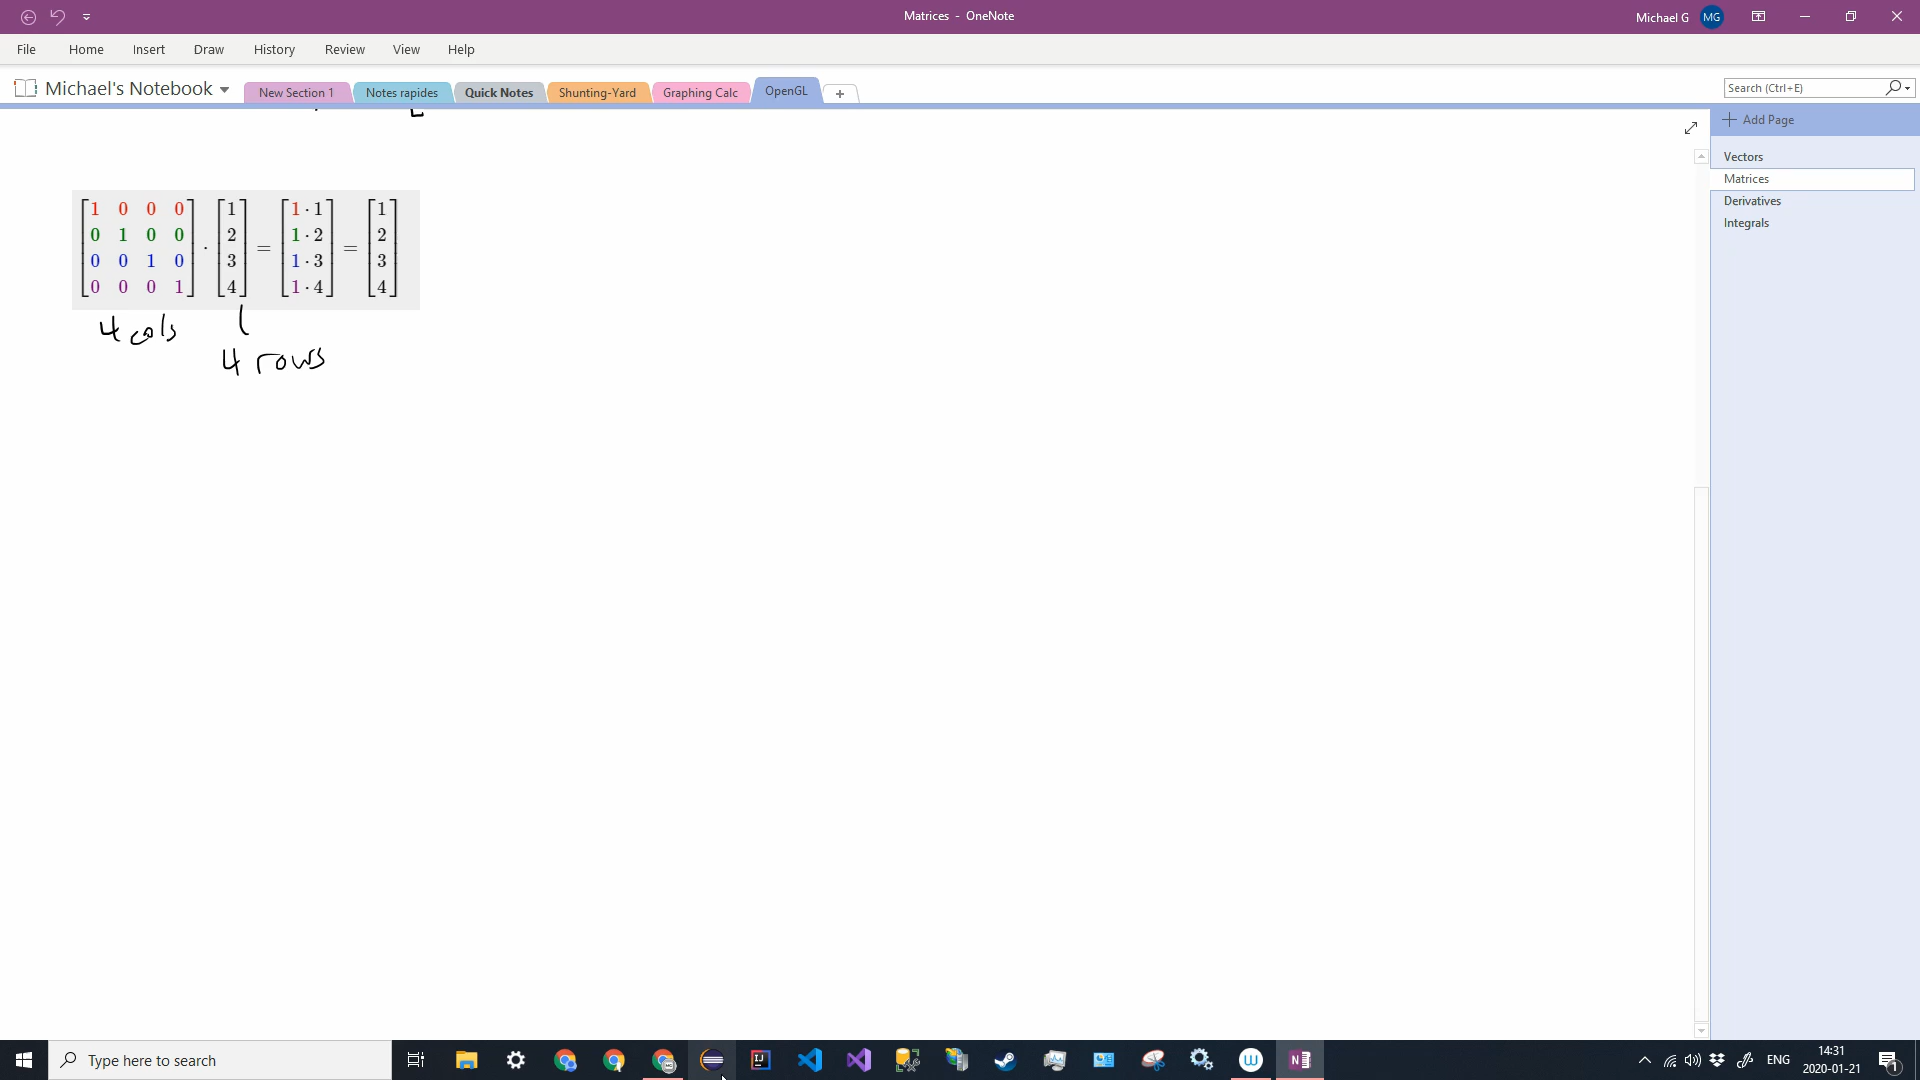 Matrices - OneNote
Michael G
MG
File Home Insert Draw History Review View Help
Michael's Notebook
New Section 1
Notes rapides
Quick Notes
Shunting-Yard
Graphing Calc
OpenGL
Search (Ctrl+E)
Add Page
Vectors
Matrices
Derivatives
Integrals
1 0 0 0 1 1 · 1 1
0 1 0 0 2 1 · 2 2
· = =
0 0 1 0 3 1 · 3 3
0 0 0 1 4 1 · 4 4
4 cols
4 rows
Type here to search
IJ
W
N
ENG
14:31
2020-01-21
1